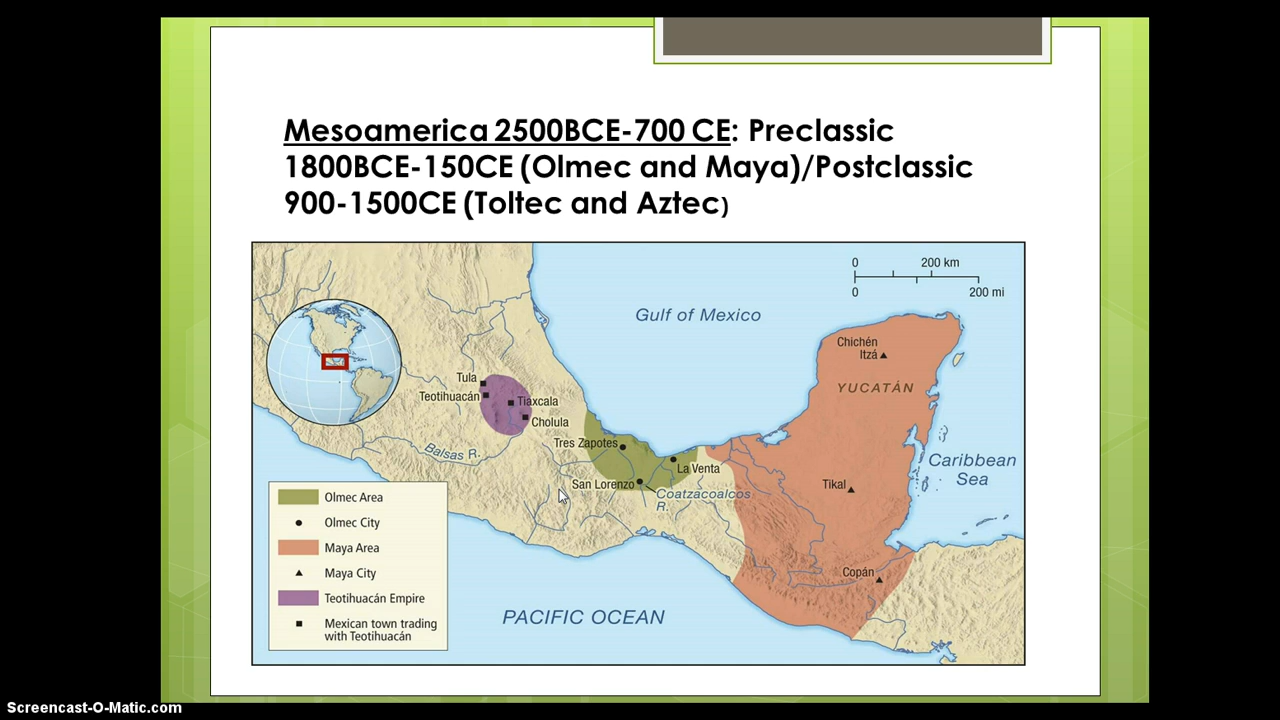 Mesoamerica 2500BCE-700 CE: Preclassic
1800BCE-150CE (Olmec and Maya)/Postclassic
900-1500CE (Toltec and Aztec)
0 200 km
0 200 mi
Gulf of Mexico
Chichén
Itzá
YUCATÁN
Tula
Teotihuacán
Tlaxcala
Cholula
Balsas R.
Tres Zapotes
La Venta
San Lorenzo
Coatzacoalcos
R.
Caribbean
Sea
Tikal
Copán
PACIFIC OCEAN
Olmec Area
Olmec City
Maya Area
Maya City
Teotihuacán Empire
Mexican town trading
with Teotihuacán
Screencast-O-Matic.com